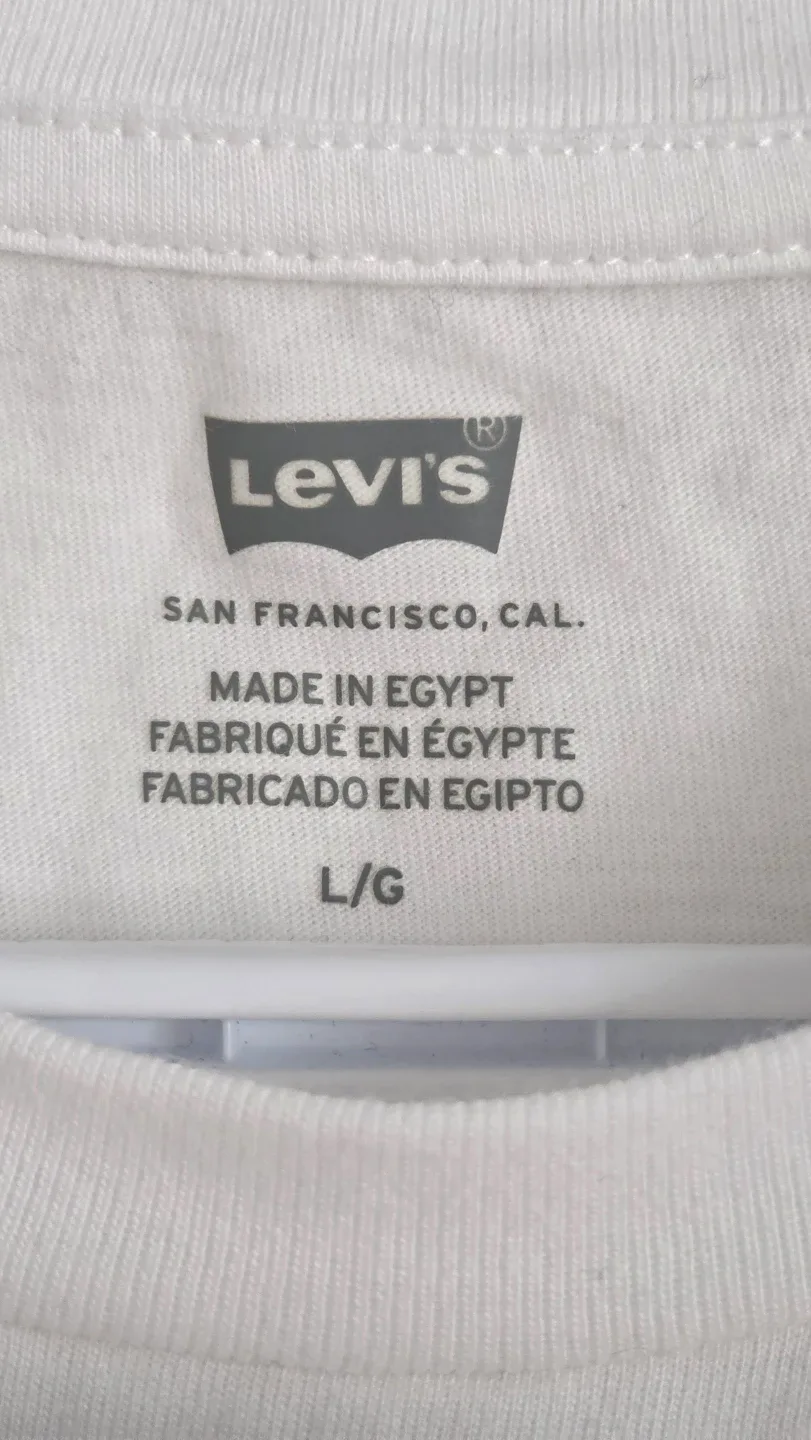 LEVI'S®
SAN FRANCISCO, CAL.
MADE IN EGYPT
FABRIQUÉ EN ÉGYPTE
FABRICADO EN EGIPTO
L/G